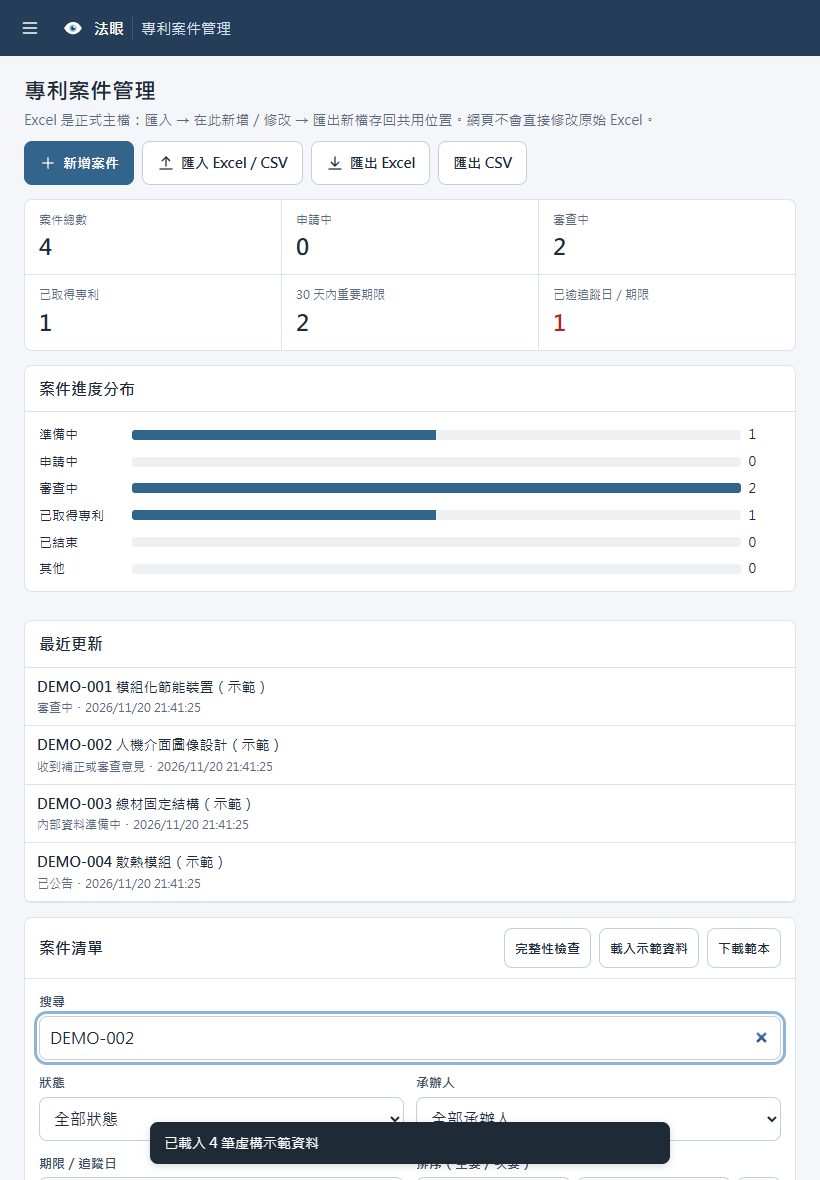 法眼 專利案件管理
專利案件管理
Excel 是正式主檔：匯入 → 在此新增 / 修改 → 匯出新檔存回共用位置。網頁不會直接修改原始 Excel。
新增案件 匯入 Excel / CSV 匯出 Excel 匯出 CSV
案件總數 申請中 審查中
4 0 2
已取得專利 30 天內重要期限 已逾追蹤日 / 期限
1 2 1
案件進度分布
準備中 1
申請中 0
審查中 2
已取得專利 1
已結束 0
其他 0
最近更新
DEMO-001 模組化節能裝置（示範）
審查中 · 2026/11/20 21:41:25
DEMO-002 人機介面圖像設計（示範）
收到補正或審查意見 · 2026/11/20 21:41:25
DEMO-003 線材固定結構（示範）
內部資料準備中 · 2026/11/20 21:41:25
DEMO-004 散熱模組（示範）
已公告 · 2026/11/20 21:41:25
案件清單 完整性檢查 載入示範資料 下載範本
搜尋
DEMO-002
狀態 承辦人
全部狀態 全部承辦人
已載入 4 筆虛構示範資料
期限 / 追蹤日 排序（主要 / 次要）